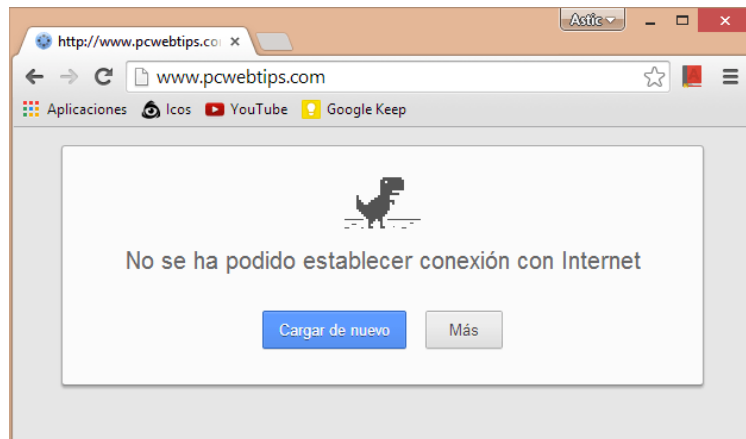 Astic
http://www.pcwebtips.co
www.pcwebtips.com
Aplicaciones Icos YouTube Google Keep
No se ha podido establecer conexión con Internet
Cargar de nuevo Más